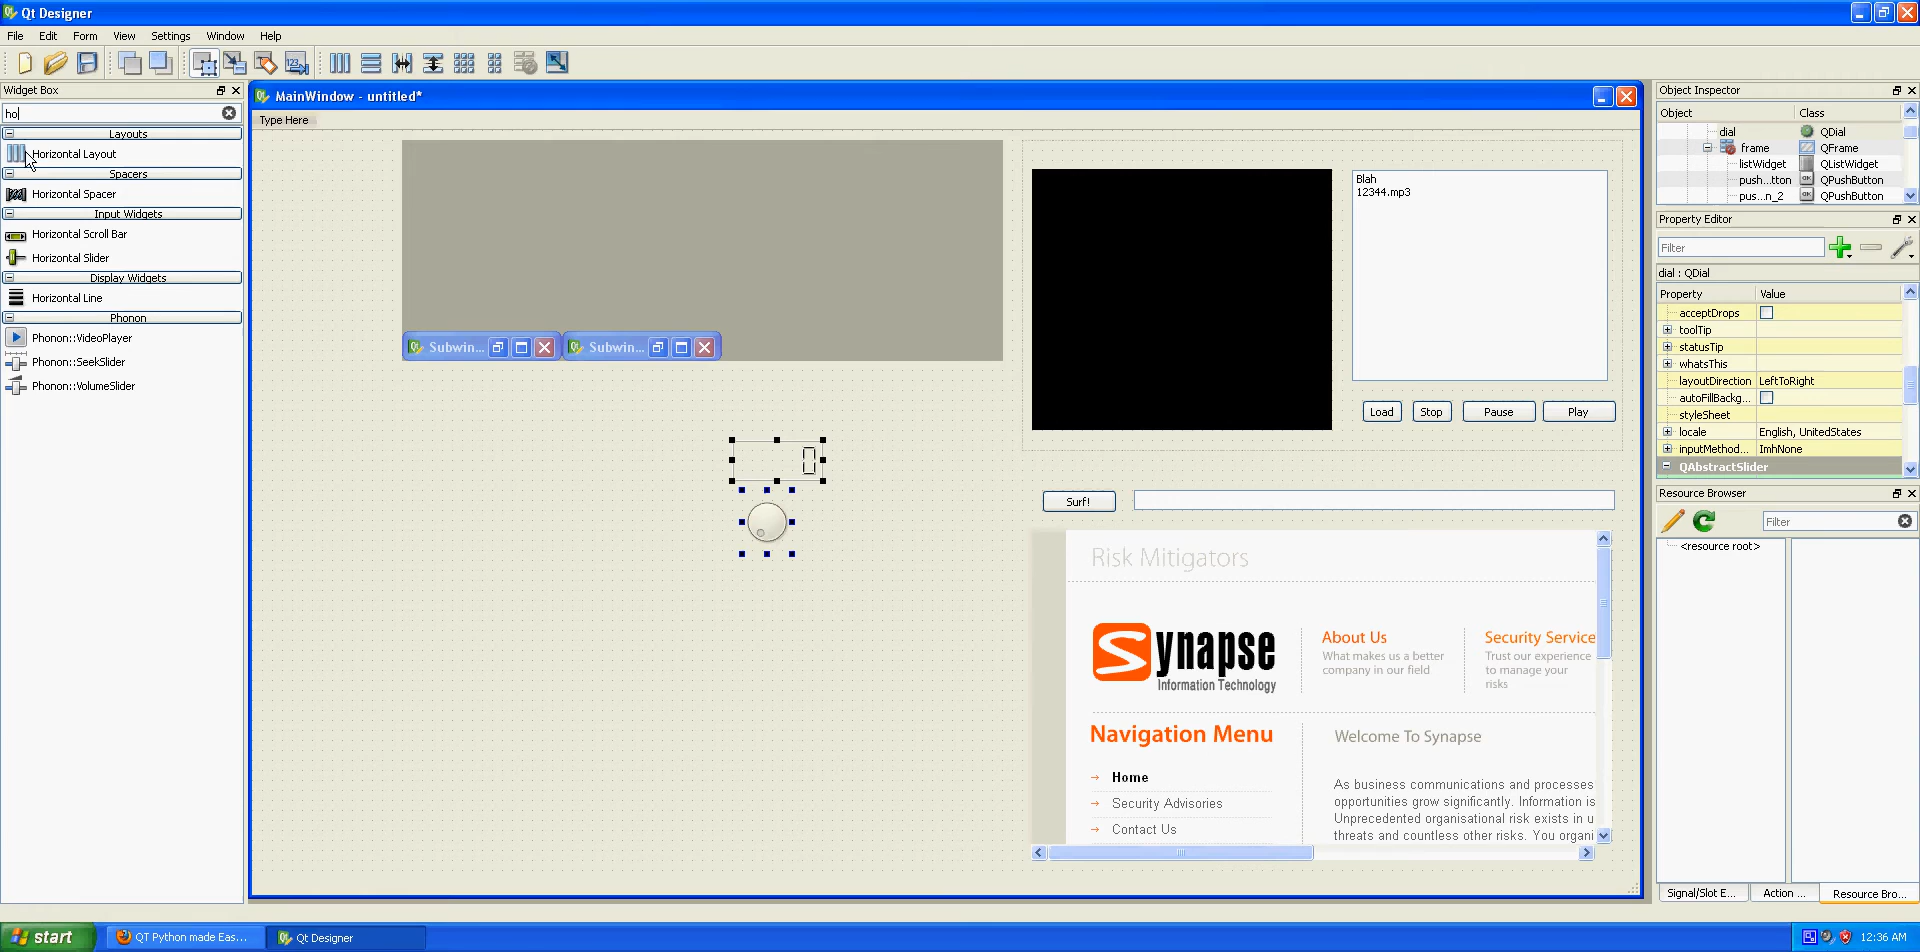 Qt Designer
File Edit Form View Settings Window Help
Widget Box
ho
Layouts
Horizontal Layout
Spacers
Horizontal Spacer
Input Widgets
Horizontal Scroll Bar
Horizontal Slider
Display Widgets
Horizontal Line
Phonon
Phonon::VideoPlayer
Phonon::SeekSlider
Phonon::VolumeSlider
MainWindow - untitled*
Type Here
Subwin... Subwin...
0
Blah
12344.mp3
Load Stop Pause Play
Surf!
Risk Mitigators
Synapse
Information Technology
About Us
What makes us a better
company in our field
Security Service
Trust our experience
to manage your
risks
Navigation Menu
Home
Security Advisories
Contact Us
Welcome To Synapse
As business communications and processes
opportunities grow significantly. Information is
Unprecedented organisational risk exists in u
threats and countless other risks. You organi
Object Inspector
Object Class
dial QDial
frame QFrame
listWidget QListWidget
push...tton QPushButton
pus...n_2 QPushButton
Property Editor
Filter
dial : QDial
Property Value
acceptDrops
toolTip
statusTip
whatsThis
layoutDirection LeftToRight
autoFillBackg...
styleSheet
locale English, UnitedStates
inputMethod... ImhNone
QAbstractSlider
Resource Browser
Filter
<resource root>
Signal/Slot E... Action ... Resource Bro...
start
QT Python made Eas...
Qt Designer
12:36 AM